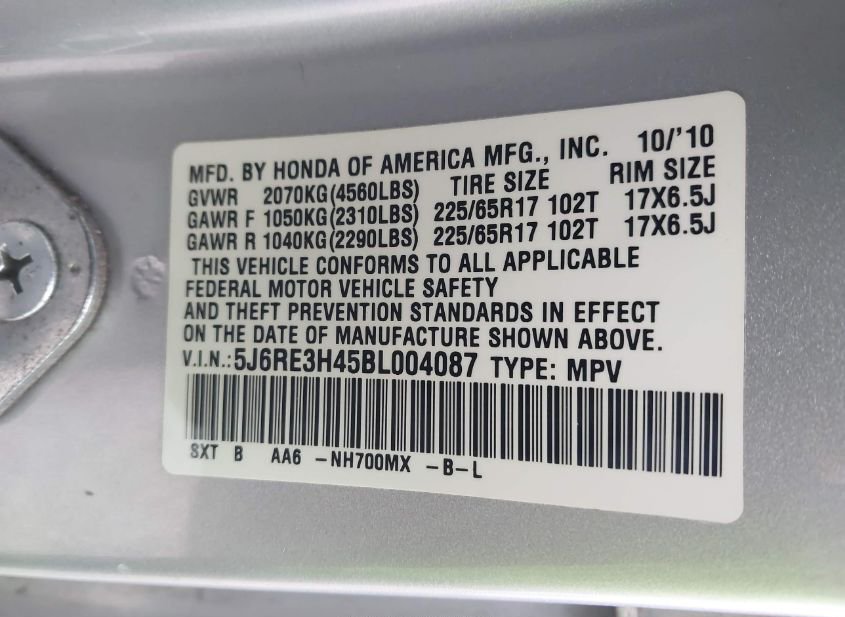 MFD. BY HONDA OF AMERICA MFG., INC. 10/'10
GVWR 2070KG(4560LBS) TIRE SIZE RIM SIZE
GAWR F 1050KG(2310LBS) 225/65R17 102T 17X6.5J
GAWR R 1040KG(2290LBS) 225/65R17 102T 17X6.5J
THIS VEHICLE CONFORMS TO ALL APPLICABLE
FEDERAL MOTOR VEHICLE SAFETY
AND THEFT PREVENTION STANDARDS IN EFFECT
ON THE DATE OF MANUFACTURE SHOWN ABOVE.
V.I.N.:5J6RE3H45BL004087 TYPE: MPV
SXT B AA6 -NH700MX -B-L